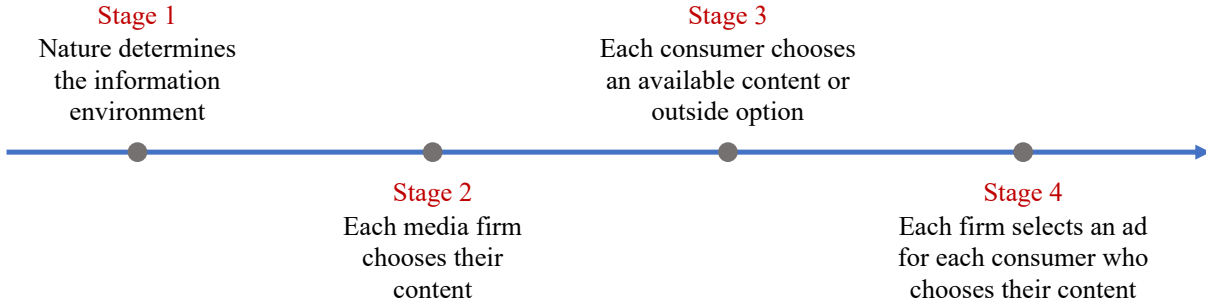 Stage 1
Nature determines
the information
environment
Stage 2
Each media firm
chooses their
content
Stage 3
Each consumer chooses
an available content or
outside option
Stage 4
Each firm selects an ad
for each consumer who
chooses their content